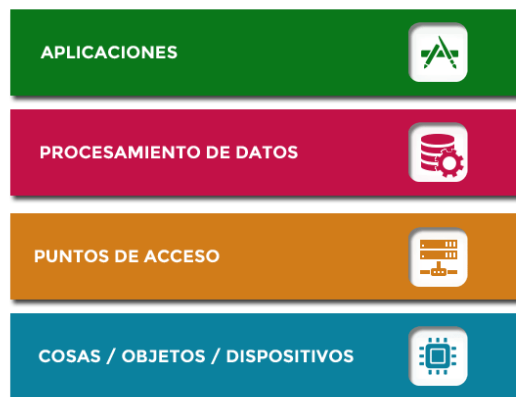 APLICACIONES
PROCESAMIENTO DE DATOS
PUNTOS DE ACCESO
COSAS / OBJETOS / DISPOSITIVOS